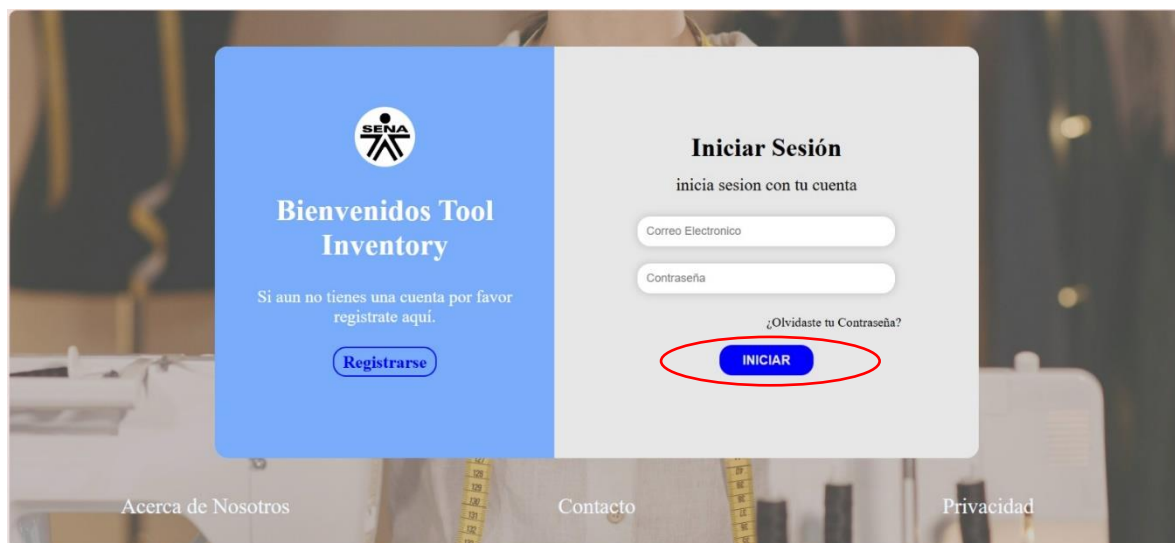 SENA
Bienvenidos Tool
Inventory
Si aun no tienes una cuenta por favor
registrate aquí.
Registrarse
Iniciar Sesión
inicia sesion con tu cuenta
Correo Electronico
Contraseña
¿Olvidaste tu Contraseña?
INICIAR
Acerca de Nosotros
Contacto
Privacidad